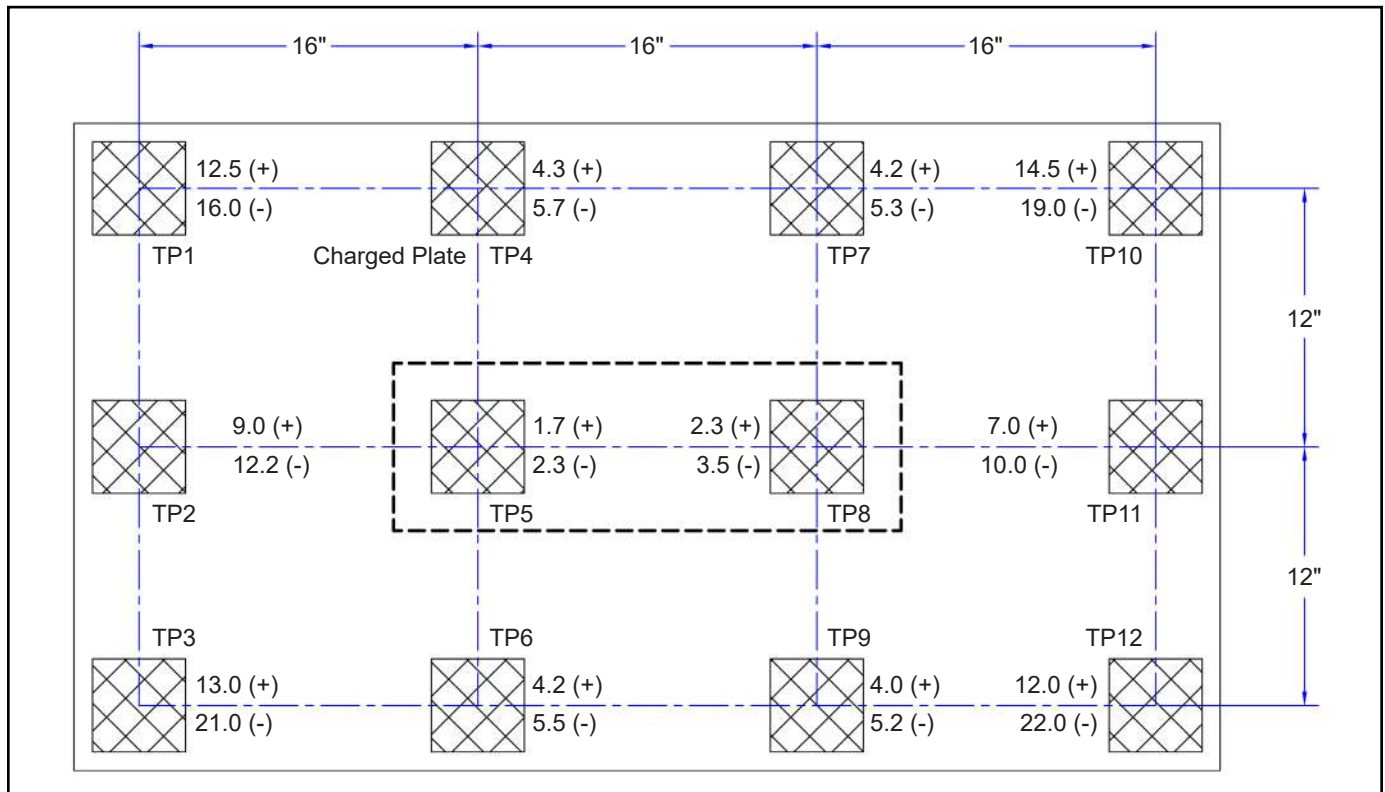 16" 16" 16"
12.5 (+) 4.3 (+) 4.2 (+) 14.5 (+)
16.0 (-) 5.7 (-) 5.3 (-) 19.0 (-)
TP1 Charged Plate TP4 TP7 TP10
12"
9.0 (+) 1.7 (+) 2.3 (+) 7.0 (+)
12.2 (-) 2.3 (-) 3.5 (-) 10.0 (-)
TP2 TP5 TP8 TP11
12"
TP3 TP6 TP9 TP12
13.0 (+) 4.2 (+) 4.0 (+) 12.0 (+)
21.0 (-) 5.5 (-) 5.2 (-) 22.0 (-)